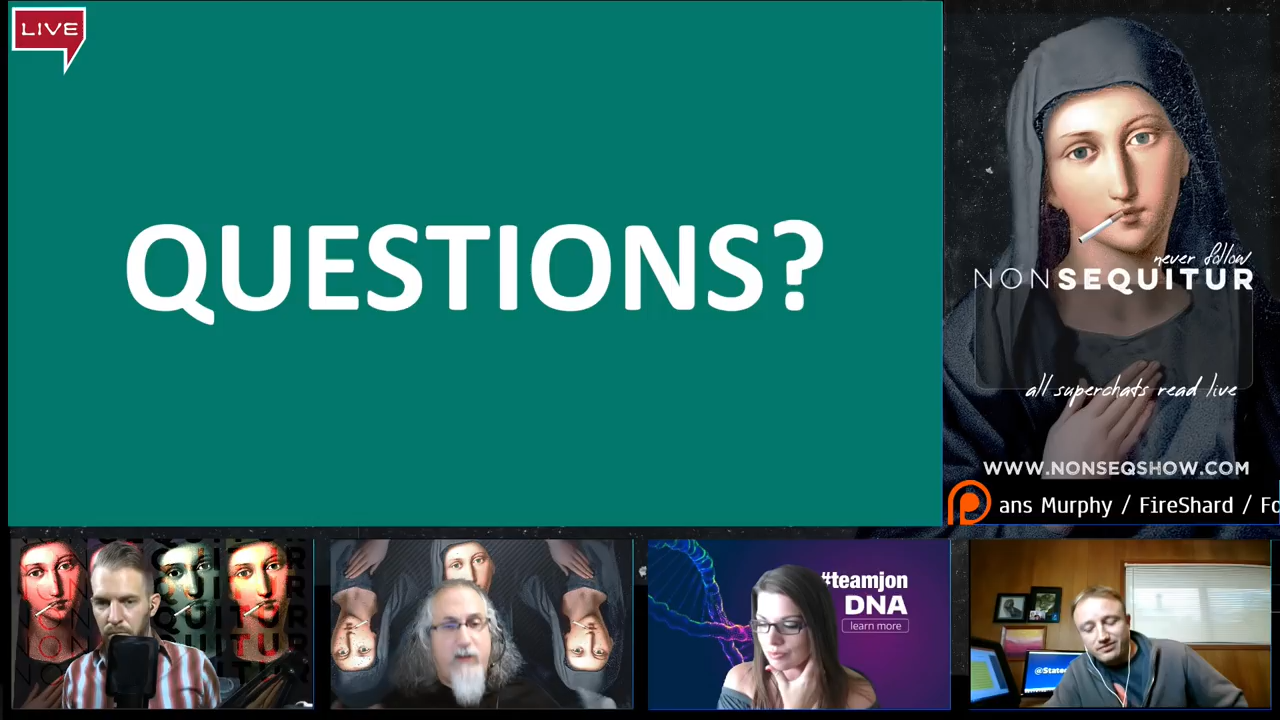 LIVE
QUESTIONS?
never follow
NONSEQUITUR
all superchats read live
WWW.NONSEQSHOW.COM
ans Murphy / FireShard / Fo
#teamjon
DNA
learn more
@State